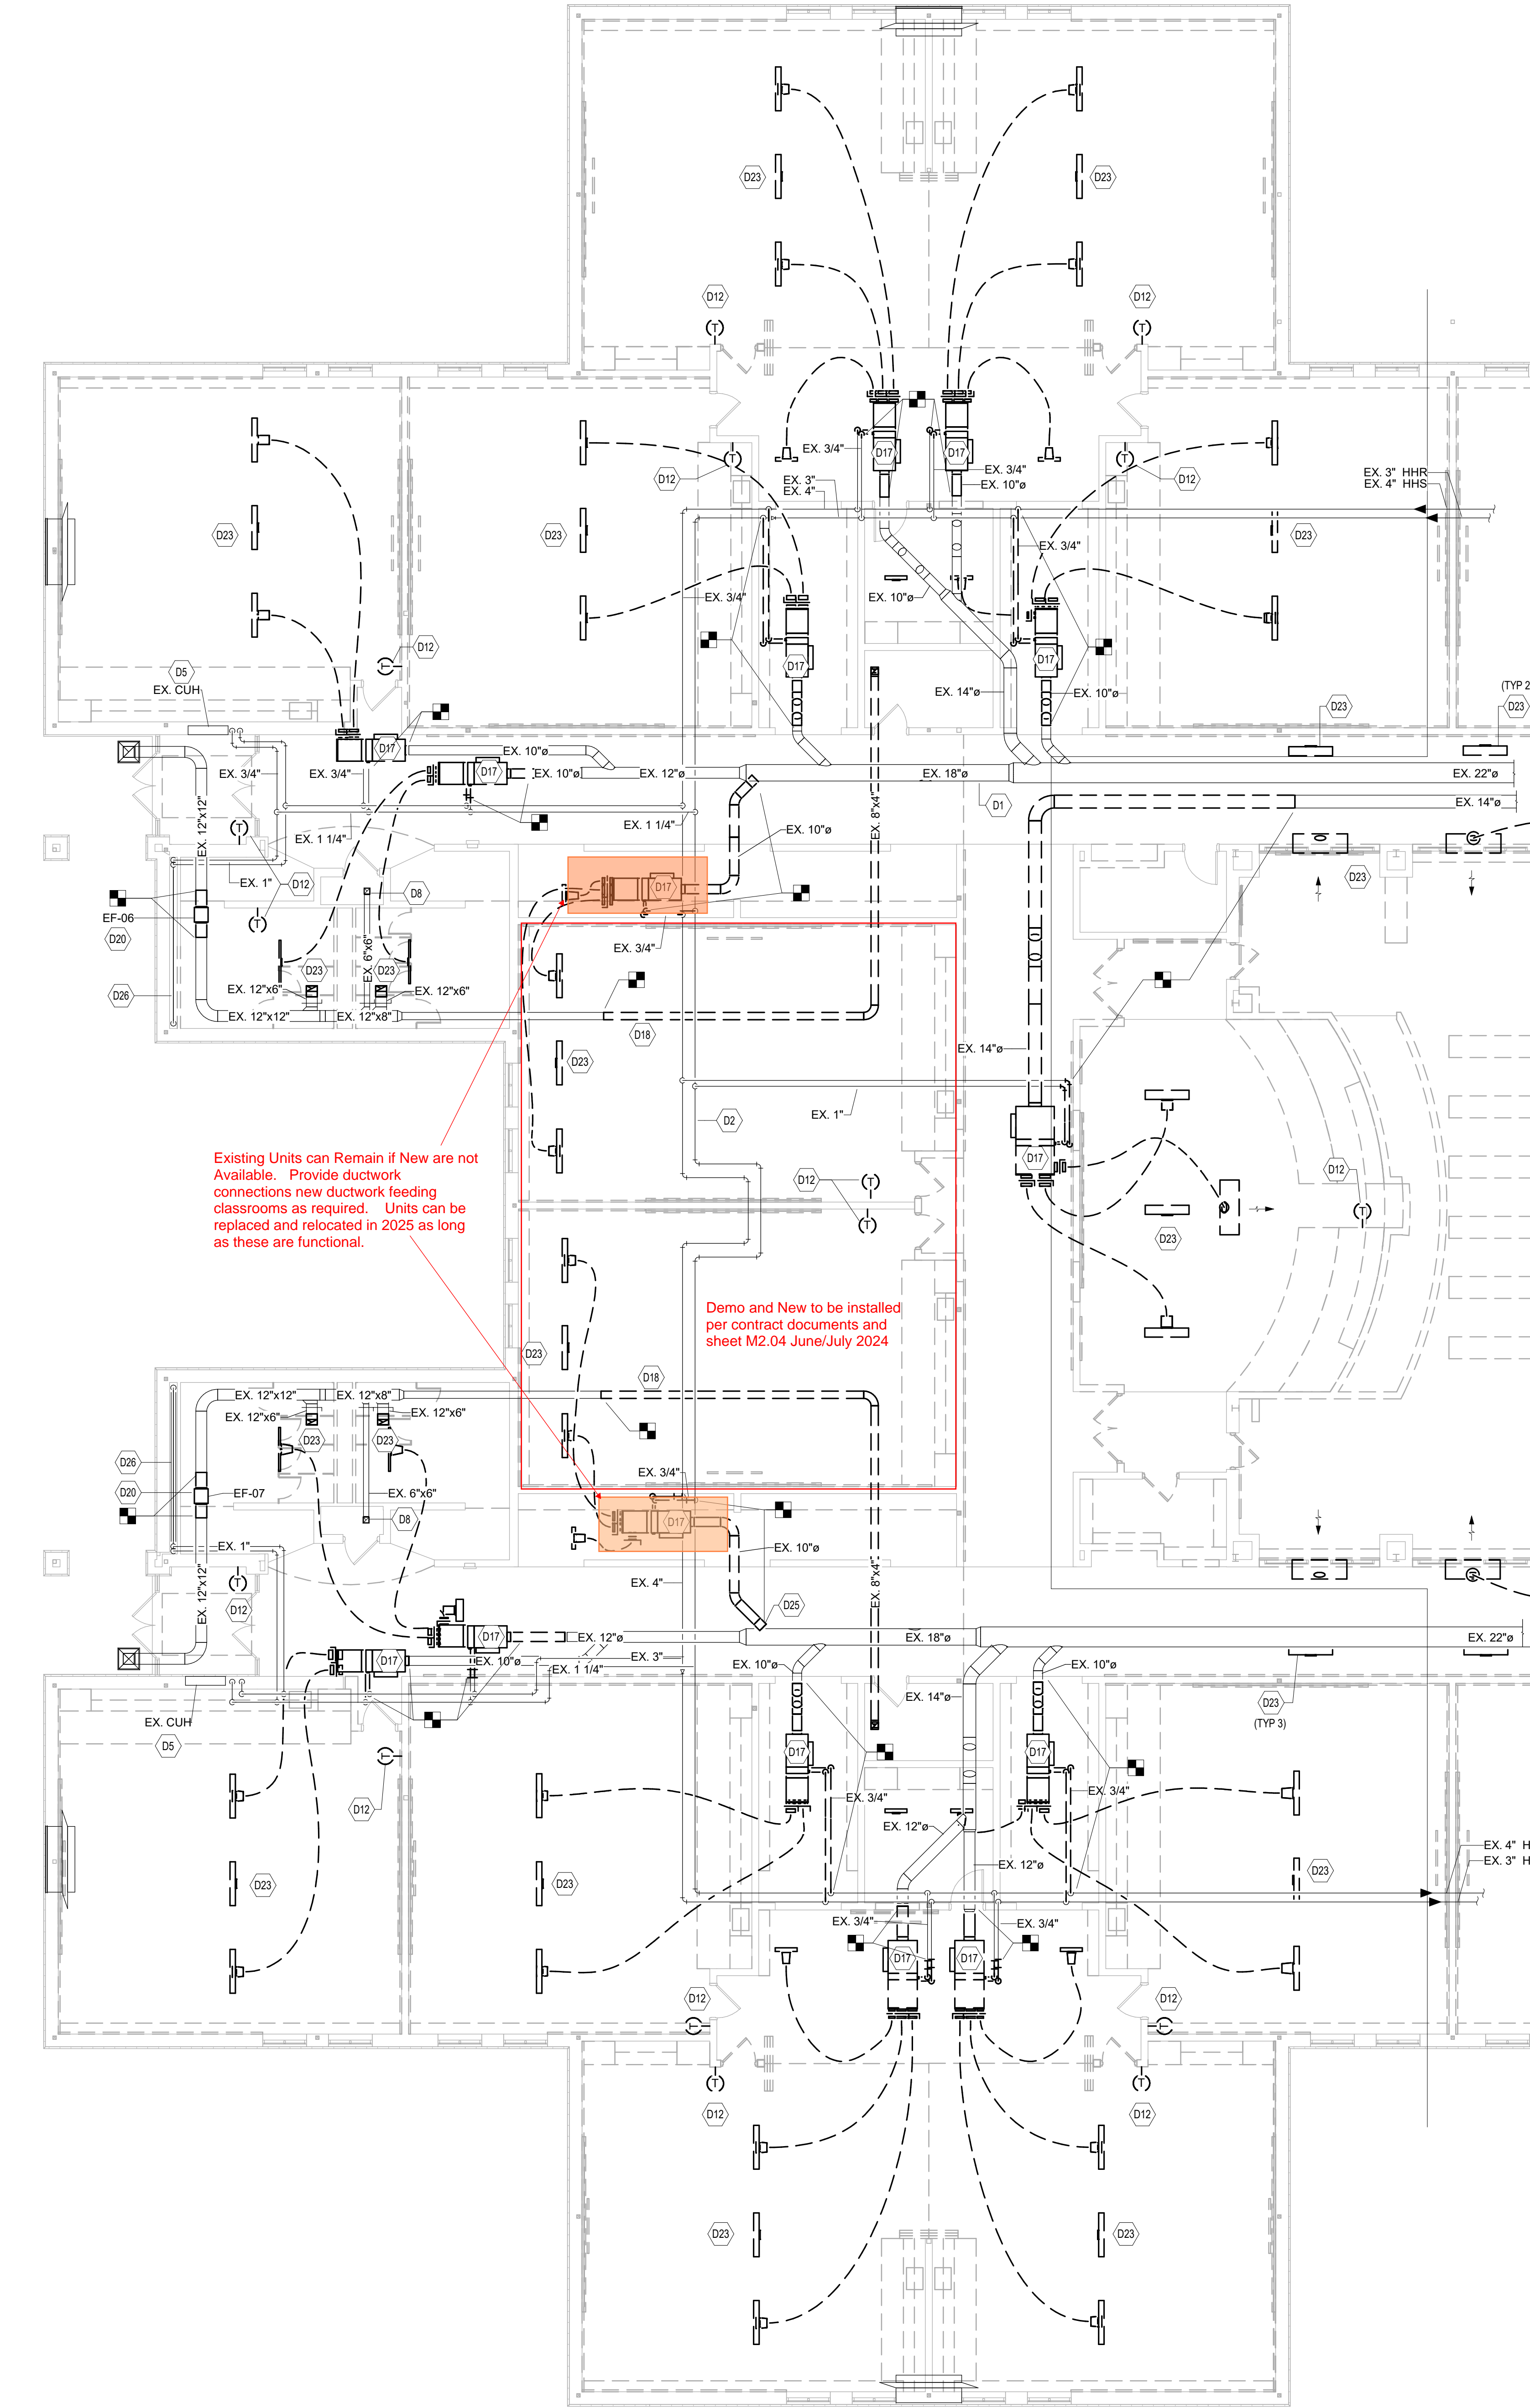 D23
D23
D12
D12
EX. 3/4"
D17
D17
EX. 3/4"
EX. 10"ø
D12
D12
EX. 3"
EX. 4"
EX. 3" HHR
EX. 4" HHS
D23
D23
D23
EX. 3/4"
EX. 3/4"
EX. 10"ø
D12
D17
D17
D5
EX. CUH
EX. 14"ø
EX. 10"ø
(TYP 2
D23
D23
D17
EX. 10"ø
EX. 3/4"
EX. 3/4"
D17
EX. 10"ø
EX. 12"ø
EX. 18"ø
EX. 22"ø
D1
EX. 14"ø
EX. 12"x12"
EX. 8"x4"
T
EX. 1 1/4"
EX. 1 1/4"
EX. 10"ø
EX. 1"
D12
D8
D17
D23
EF-06
D20
T
EX. 6"x6"
EX. 3/4"
D23
D23
EX. 12"x6"
EX. 12"x6"
D26
EX. 12"x12"
EX. 12"x8"
D18
D23
EX. 14"ø
EX. 1"
D2
D17
D12
T
T
D12
T
D23
Existing Units can Remain if New are not
Available. Provide ductwork
connections new ductwork feeding
classrooms as required. Units can be
replaced and relocated in 2025 as long
as these are functional.
Demo and New to be installed
per contract documents and
sheet M2.04 June/July 2024
D23
D18
EX. 12"x12"
EX. 12"x8"
EX. 12"x6"
EX. 12"x6"
D23
D23
D26
EX. 3/4"
D20
EF-07
EX. 6"x6"
D8
D17
EX. 1"
EX. 10"ø
EX. 12"x12"
T
D12
EX. 4"
EX. 8"x4"
D25
D17
EX. 12"ø
EX. 18"ø
EX. 22"ø
D17
EX. 10"ø
EX. 3"
EX. 1 1/4"
EX. 10"ø
EX. 10"ø
EX. 14"ø
D23
(TYP 3)
EX. CUH
D5
D17
D17
D12
EX. 3/4"
EX. 3/4"
EX. 12"ø
EX. 12"ø
EX. 4" H
EX. 3" H
D23
D23
D23
EX. 3/4"
EX. 3/4"
D17
D17
D12
D12
T
T
D12
D12
D23
D23